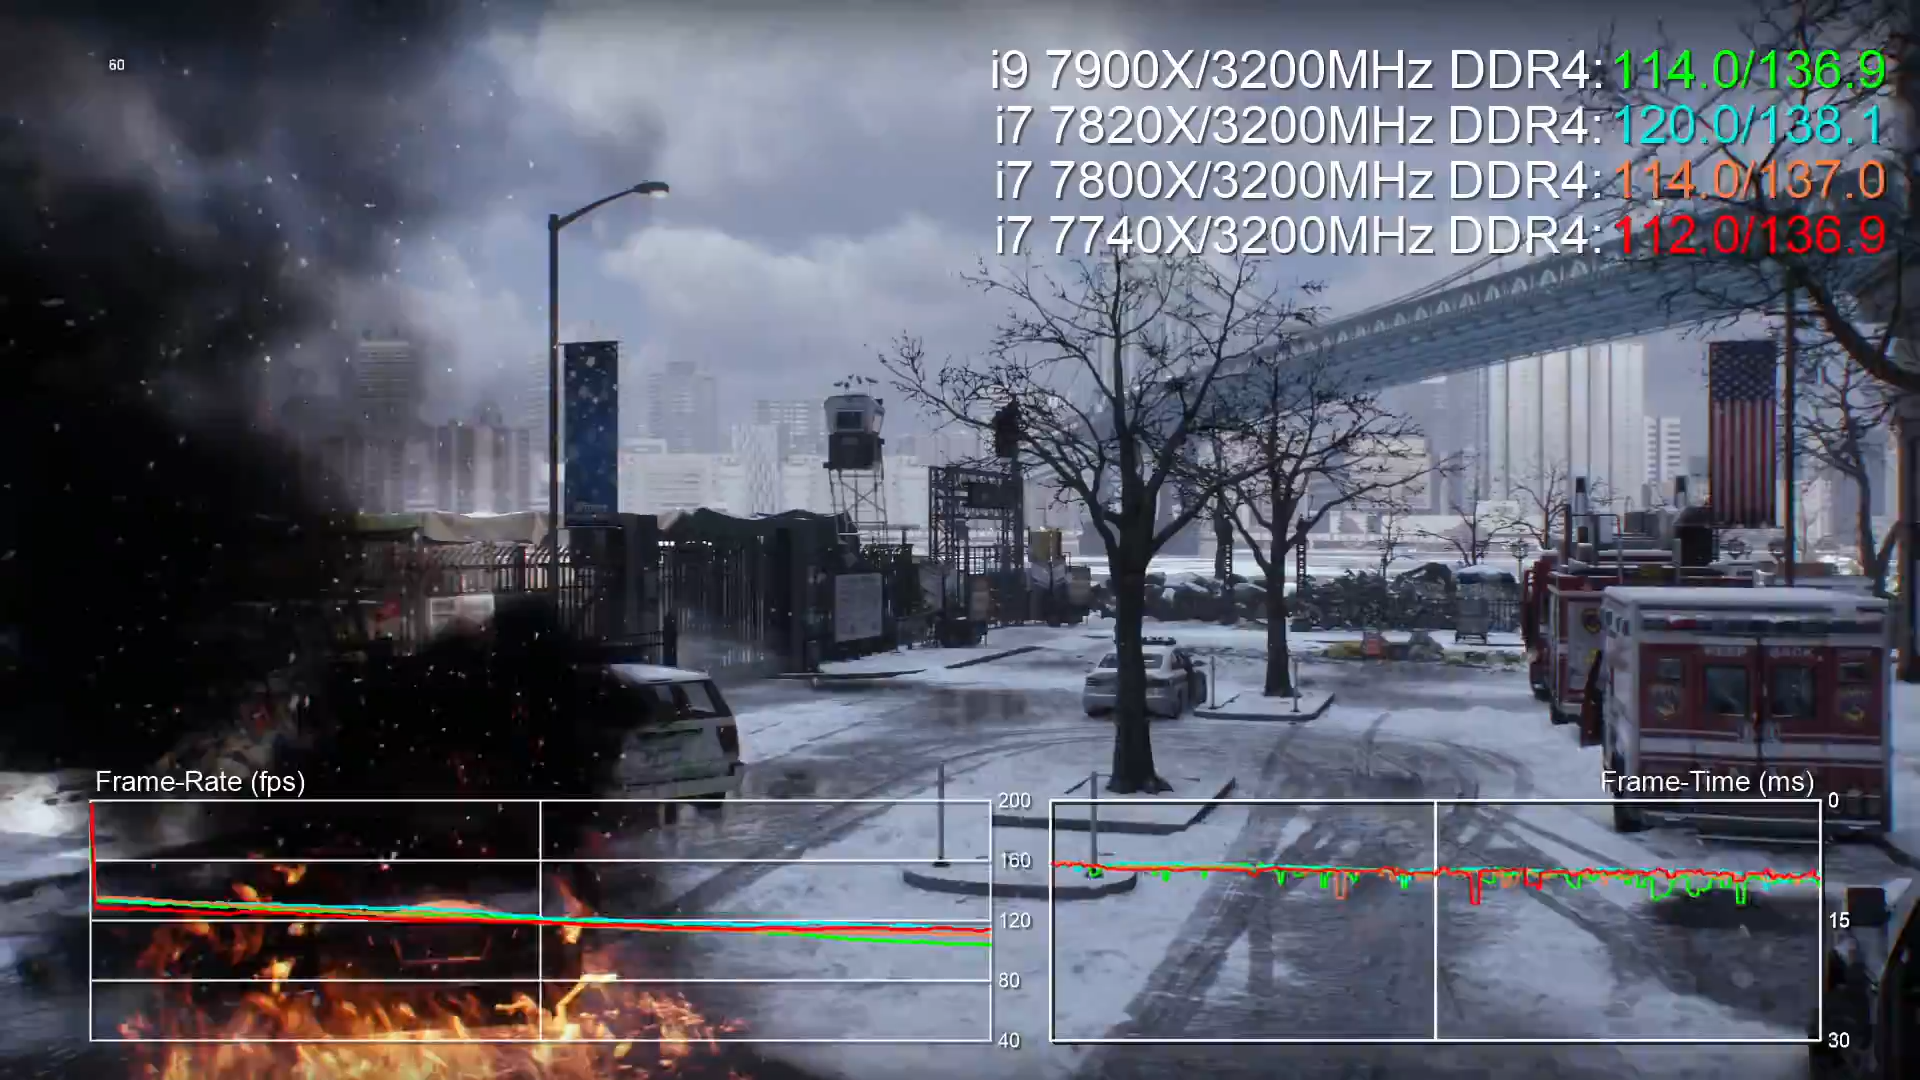 60
i9 7900X/3200MHz DDR4: 114.0/136.9
i7 7820X/3200MHz DDR4: 120.0/138.1
i7 7800X/3200MHz DDR4: 114.0/137.0
i7 7740X/3200MHz DDR4: 112.0/136.9
KEEP BACK
Frame-Rate (fps)
200
160
120
80
40
Frame-Time (ms)
0
15
30